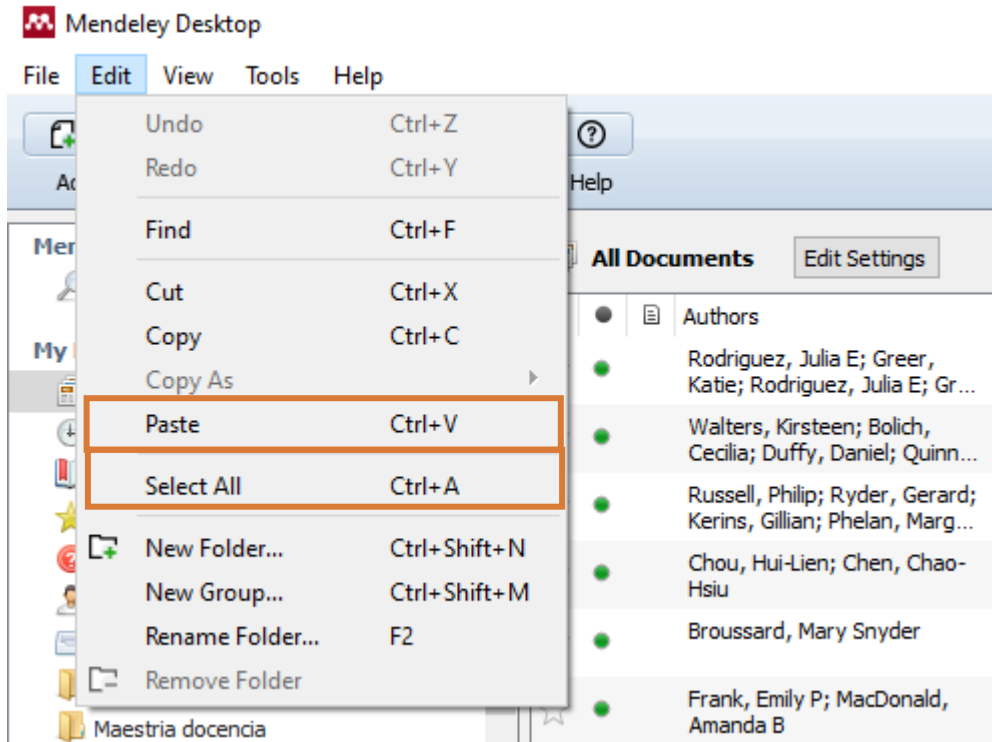 Mendeley Desktop
File Edit View Tools Help
Undo Ctrl+Z
Redo Ctrl+Y
Find Ctrl+F
Cut Ctrl+X
Copy Ctrl+C
Copy As
Paste Ctrl+V
Select All Ctrl+A
New Folder... Ctrl+Shift+N
New Group... Ctrl+Shift+M
Rename Folder... F2
Remove Folder
Maestria docencia
Help
All Documents Edit Settings
Authors
Rodriguez, Julia E; Greer,
Katie; Rodriguez, Julia E; Gr...
Walters, Kirsteen; Bolich,
Cecilia; Duffy, Daniel; Quinn...
Russell, Philip; Ryder, Gerard;
Kerins, Gillian; Phelan, Marg...
Chou, Hui-Lien; Chen, Chao-
Hsiu
Broussard, Mary Snyder
Frank, Emily P; MacDonald,
Amanda B